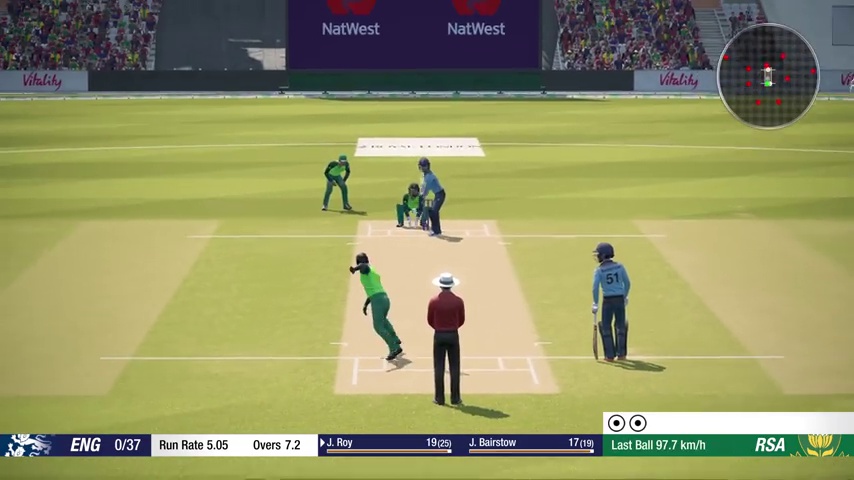 NatWest NatWest
Vitality Vitality
51
ENG 0/37 Run Rate 5.05 Overs 7.2 J. Roy 19(25) J. Bairstow 17(19) Last Ball 97.7 km/h RSA